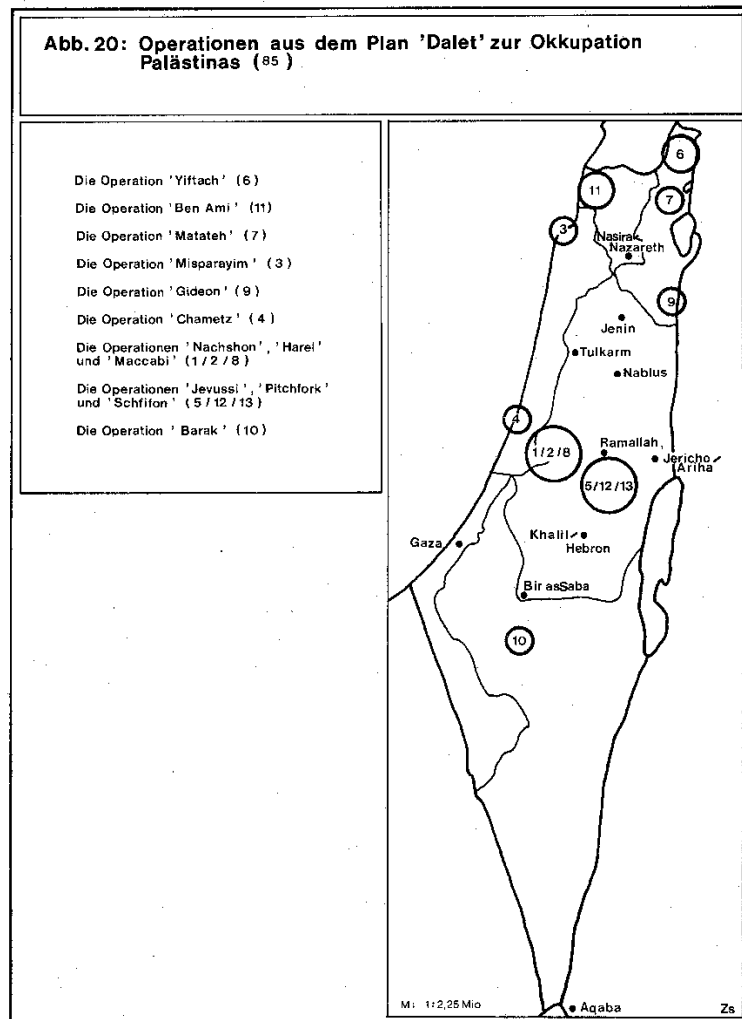 Abb. 20: Operationen aus dem Plan 'Dalet' zur Okkupation
Palästinas (85)
Die Operation 'Yiftach' (6)
Die Operation 'Ben Ami' (11)
Die Operation 'Matateh' (7)
Die Operation 'Misparayim' (3)
Die Operation 'Gideon' (9)
Die Operation 'Chametz' (4)
Die Operationen 'Nachshon', 'Harel'
und 'Maccabi' (1/2/8)
Die Operationen 'Jevussi', 'Pitchfork'
und 'Schfifon' (5/12/13)
Die Operation 'Barak' (10)
6
11
7
3
Nasira/
Nazareth
9
Jenin
Tulkarm
Nablus
4
1/2/8
Ramallah
Jericho/
Ariha
5/12/13
Khalil/
Hebron
Gaza
Bir as Saba
10
M: 1:2,25 Mio
Aqaba
Zs